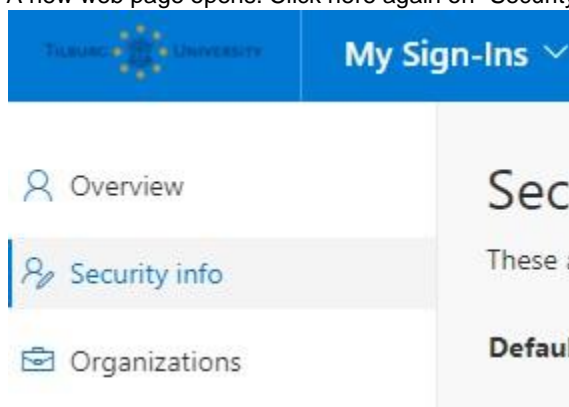 A new web page opens. Click here again on "Security
TILBURG UNIVERSITY
My Sign-Ins
Overview
Sec
Security info
These a
Organizations
Defaul